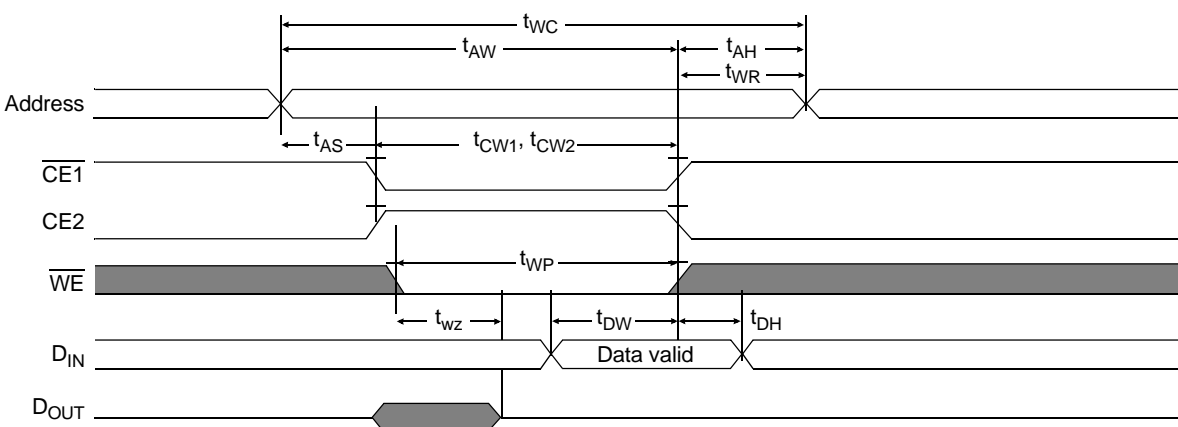 tWC
tAW
tAH
tWR
Address
tAS
tCW1, tCW2
CE1
CE2
tWP
WE
twz
tDW
tDH
DIN
Data valid
DOUT